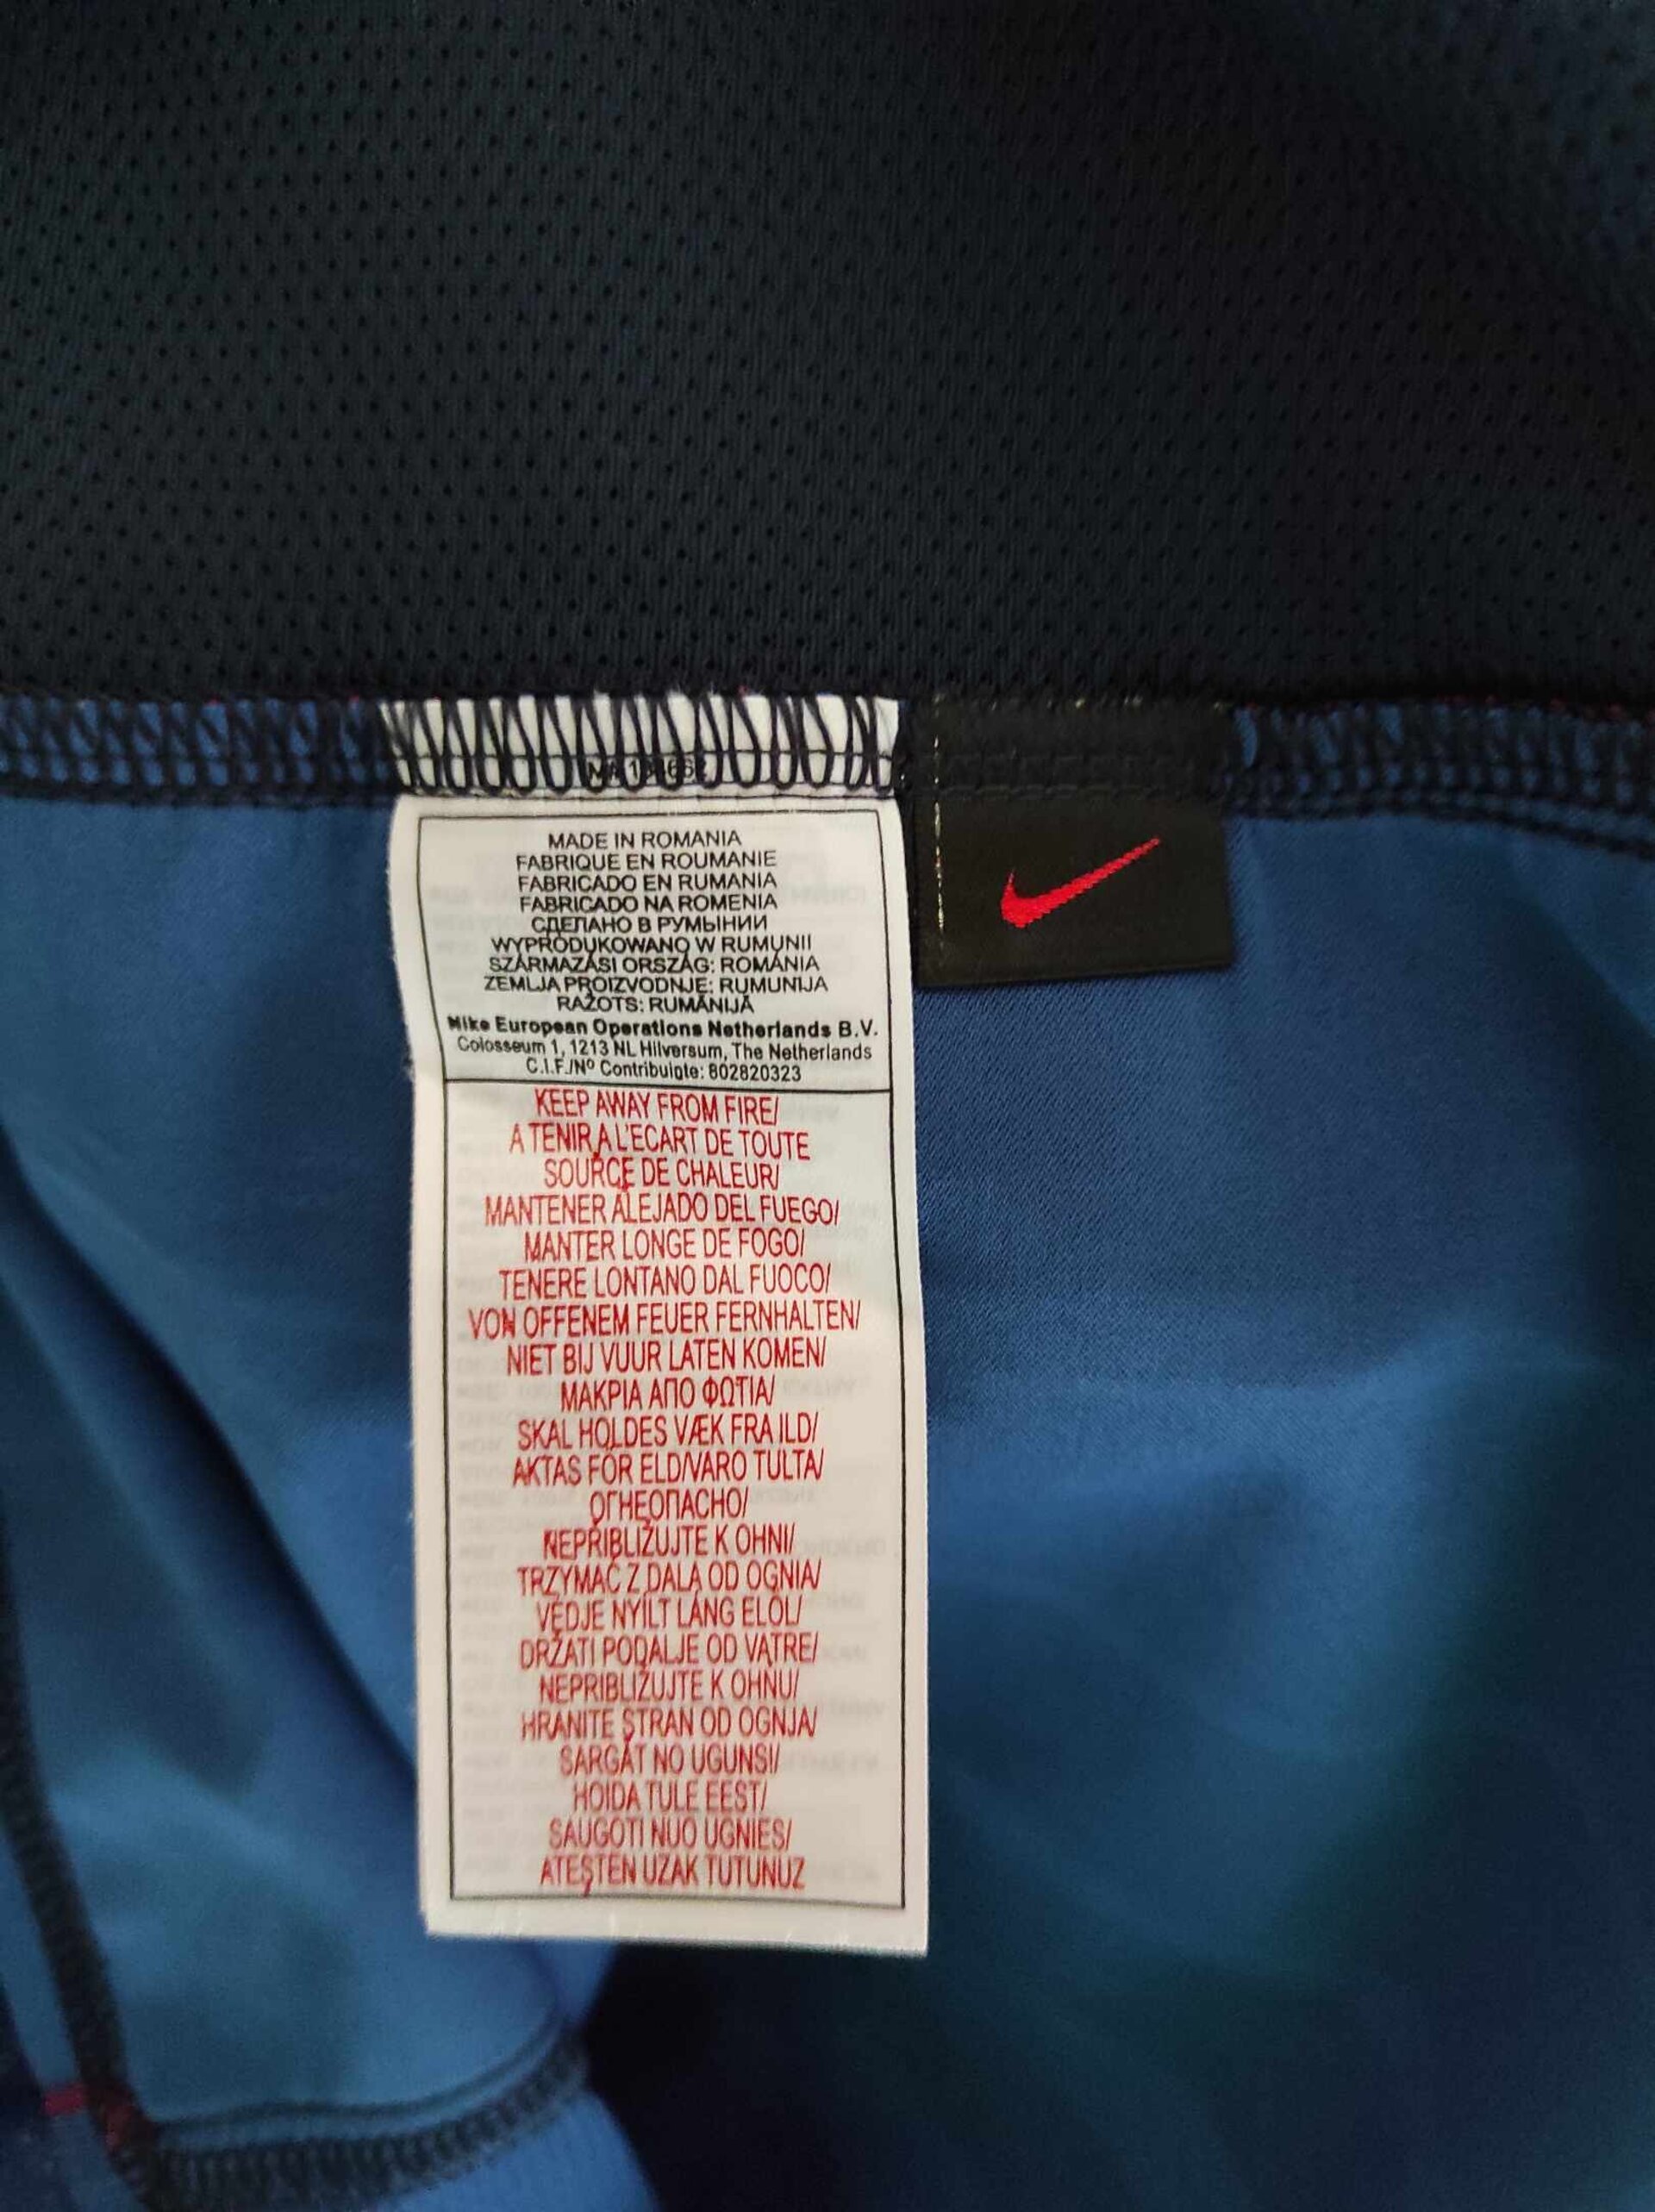 MADE IN ROMANIA
FABRIQUE EN ROUMANIE
FABRICADO EN RUMANIA
FABRICADO NA ROMENIA
СДЕЛАНО В РУМЫНИИ
WYPRODUKOWANO W RUMUNII
SZÁRMAZÁSI ORSZÁG: ROMÁNIA
ZEMLJA PROIZVODNJE: RUMUNIJA
RAŽOTS: RUMĀNIJĀ
Nike European Operations Netherlands B.V.
Colosseum 1, 1213 NL Hilversum, The Netherlands
C.I.F./Nº Contribuinte: 802820323
KEEP AWAY FROM FIRE/
A TENIR A L'ECART DE TOUTE
SOURCE DE CHALEUR/
MANTENER ALEJADO DEL FUEGO/
MANTER LONGE DE FOGO/
TENERE LONTANO DAL FUOCO/
VON OFFENEM FEUER FERNHALTEN/
NIET BIJ VUUR LATEN KOMEN/
ΜΑΚΡΙΑ ΑΠΟ ΦΩΤΙΑ/
SKAL HOLDES VÆK FRA ILD/
AKTAS FÖR ELD/VARO TULTA/
ОГНЕОПАСНО/
NEPŘIBLIŽUJTE K OHNI/
TRZYMAĆ Z DALA OD OGNIA/
VÉDJE NYÍLT LÁNG ELÖL/
DRŽATI PODALJE OD VATRE/
NEPRIBLIŽUJTE K OHŇU/
HRANITE STRAN OD OGNJA/
SARGĀT NO UGUNS/
HOIDA TULE EEST/
SAUGOTI NUO UGNIES/
ATEŞTEN UZAK TUTUNUZ